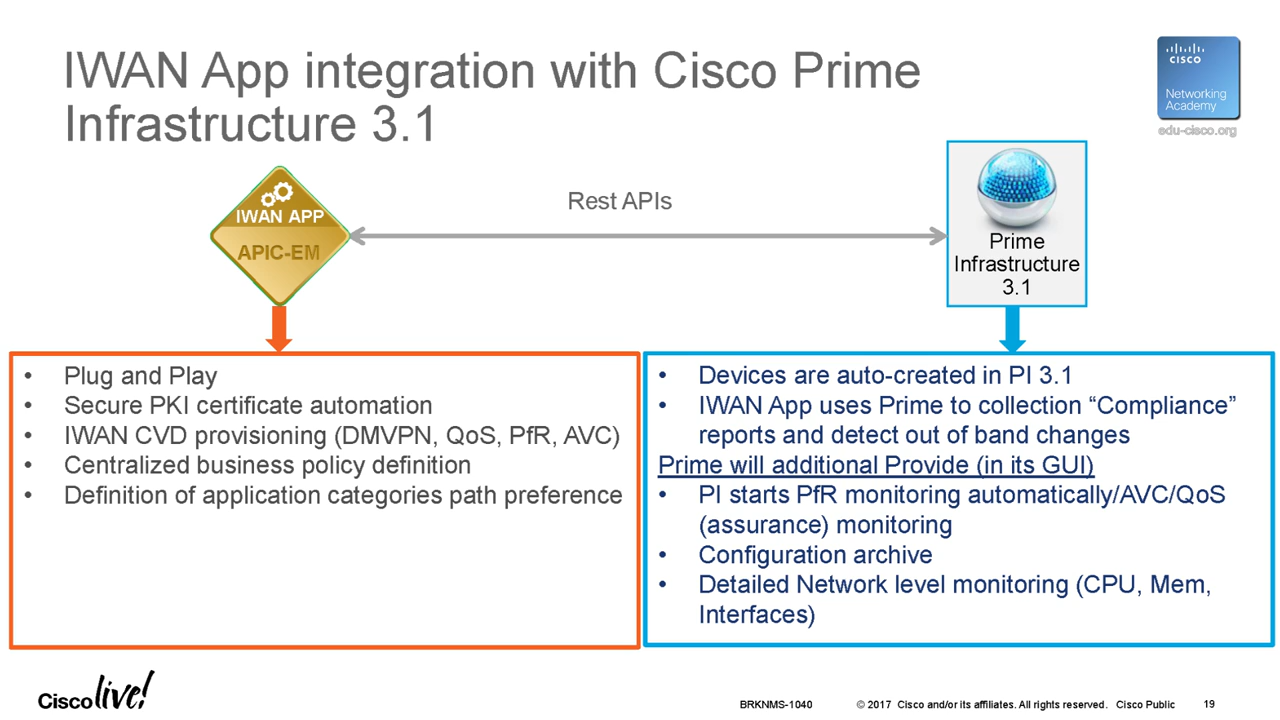 IWAN App integration with Cisco Prime
Infrastructure 3.1
cisco
Networking
Academy
edu-cisco.org
IWAN APP
APIC-EM
Rest APIs
Prime
Infrastructure
3.1
• Plug and Play
• Secure PKI certificate automation
• IWAN CVD provisioning (DMVPN, QoS, PfR, AVC)
• Centralized business policy definition
• Definition of application categories path preference
• Devices are auto-created in PI 3.1
• IWAN App uses Prime to collection “Compliance”
reports and detect out of band changes
Prime will additional Provide (in its GUI)
• PI starts PfR monitoring automatically/AVC/QoS
(assurance) monitoring
• Configuration archive
• Detailed Network level monitoring (CPU, Mem,
Interfaces)
Cisco live!
BRKNMS-1040 © 2017 Cisco and/or its affiliates. All rights reserved. Cisco Public 19